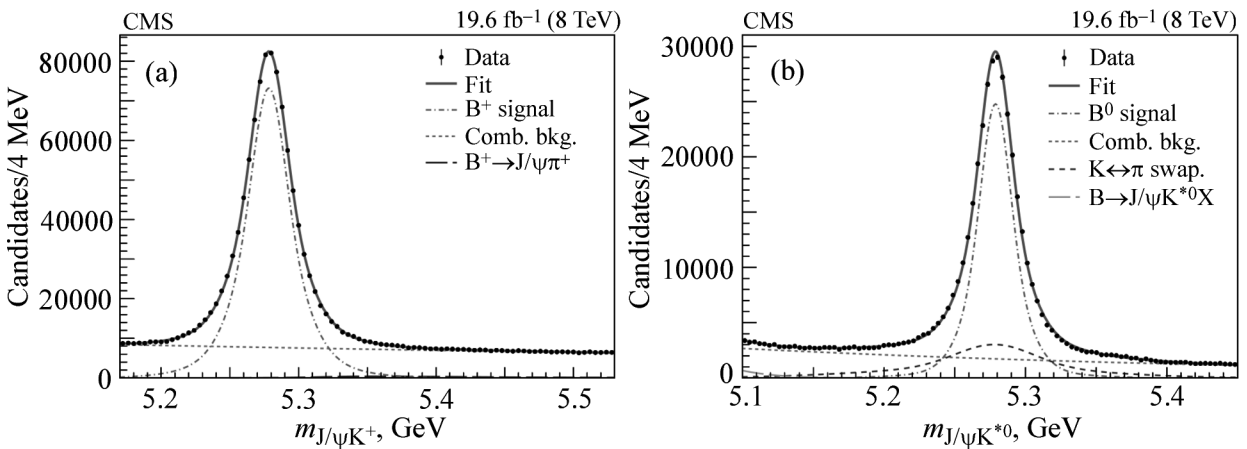 CMS 19.6 fb⁻¹ (8 TeV)
(a)
Data
Fit
B⁺ signal
Comb. bkg.
B⁺→J/ψπ⁺
Candidates/4 MeV
80000
60000
40000
20000
0
5.2 5.3 5.4 5.5
m_J/ψK⁺, GeV
CMS 19.6 fb⁻¹ (8 TeV)
(b)
Data
Fit
B⁰ signal
Comb. bkg.
K↔π swap.
B→J/ψK*⁰X
Candidates/4 MeV
30000
20000
10000
0
5.1 5.2 5.3 5.4
m_J/ψK*⁰, GeV